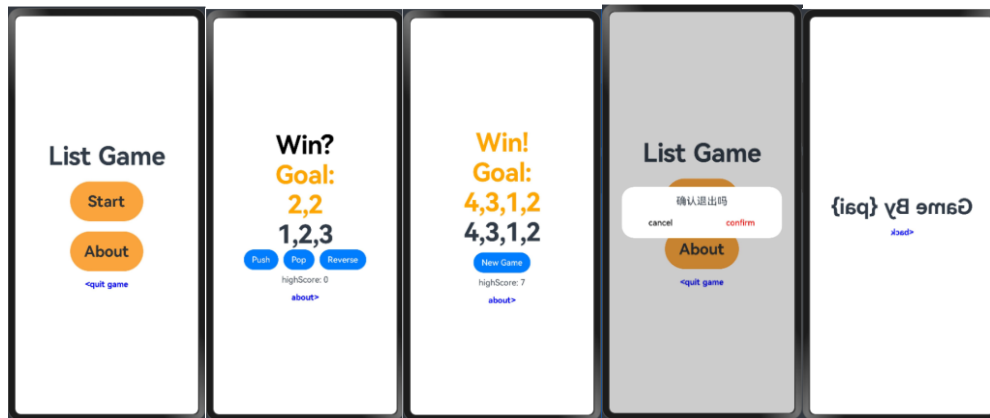 List Game
Start
About
<quit game
Win?
Goal:
2,2
1,2,3
Push Pop Reverse
highScore: 0
about>
Win!
Goal:
4,3,1,2
4,3,1,2
New Game
highScore: 7
about>
List Game
确认退出吗
cancel confirm
About
<quit game
Game By { pai}
<back